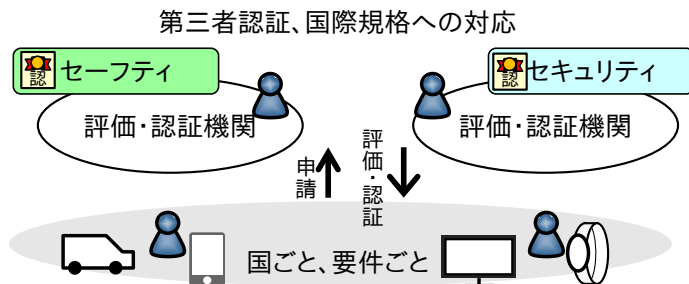 第三者認証、国際規格への対応
認 セーフティ
認 セキュリティ
評価・認証機関
評価・認証機関
申請
評価・認証
国ごと、要件ごと